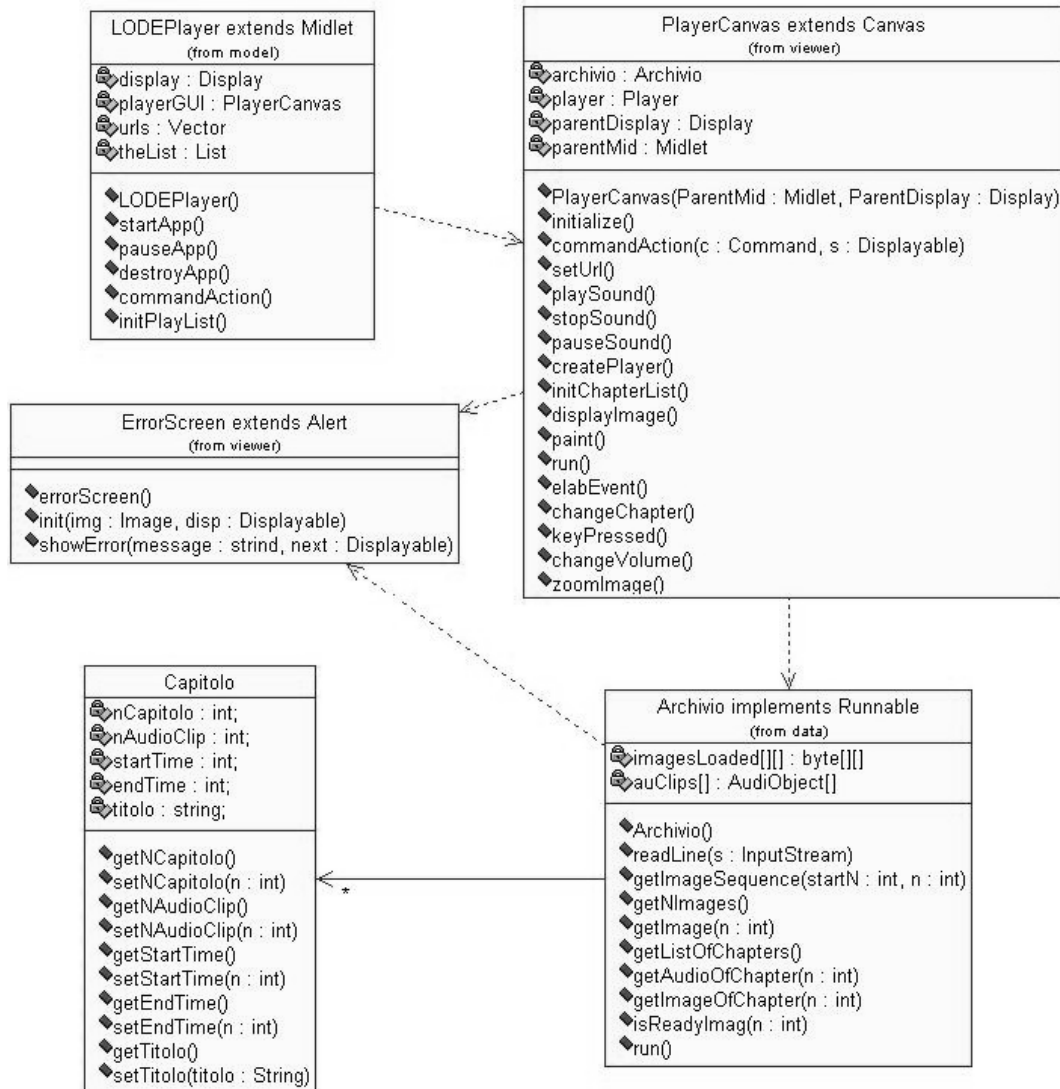 LODEPlayer extends Midlet
(from model)
display : Display
playerGUI : PlayerCanvas
urls : Vector
theList : List
LODEPlayer()
startApp()
pauseApp()
destroyApp()
commandAction()
initPlayList()
PlayerCanvas extends Canvas
(from viewer)
archivio : Archivio
player : Player
parentDisplay : Display
parentMid : Midlet
PlayerCanvas(ParentMid : Midlet, ParentDisplay : Display)
initialize()
commandAction(c : Command, s : Displayable)
setUrl()
playSound()
stopSound()
pauseSound()
createPlayer()
initChapterList()
displayImage()
paint()
run()
elabEvent()
changeChapter()
keyPressed()
changeVolume()
zoomImage()
ErrorScreen extends Alert
(from viewer)
errorScreen()
init(img : Image, disp : Displayable)
showError(message : strind, next : Displayable)
Capitolo
nCapitolo : int;
nAudioClip : int;
startTime : int;
endTime : int;
titolo : string;
getNCapitolo()
setNCapitolo(n : int)
getNAudioClip()
setNAudioClip(n : int)
getStartTime()
setStartTime(n : int)
getEndTime()
setEndTime(n : int)
getTitolo()
setTitolo(titolo : String)
*
Archivio implements Runnable
(from data)
imagesLoaded[][] : byte[][]
auClips[] : AudiObject[]
Archivio()
readLine(s : InputStream)
getImageSequence(startN : int, n : int)
getNImages()
getImage(n : int)
getListOfChapters()
getAudioOfChapter(n : int)
getImageOfChapter(n : int)
isReadyImag(n : int)
run()